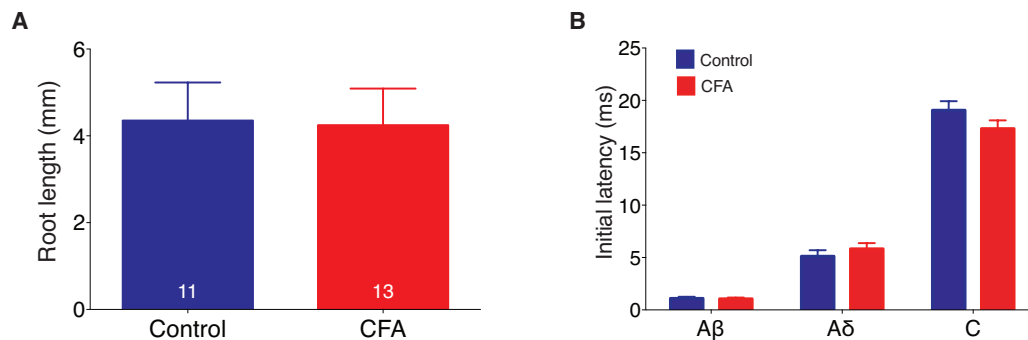 A
Root length (mm)
6
4
2
0
11
13
Control
CFA
B
Initial latency (ms)
25
20
15
10
5
0
Control
CFA
Aβ
Aδ
C